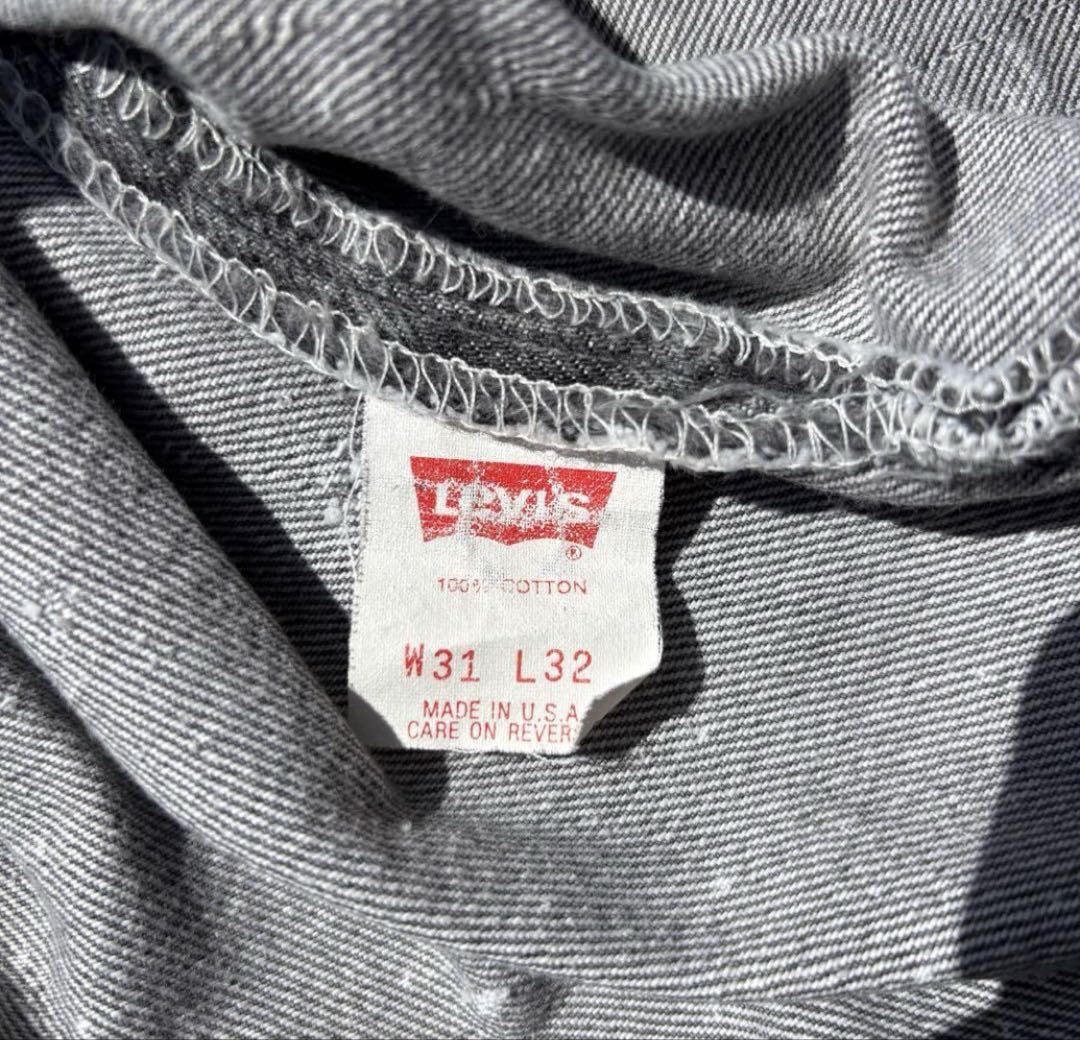 Levi's
®
100% COTTON
W31 L32
MADE IN U.S.A
CARE ON REVER